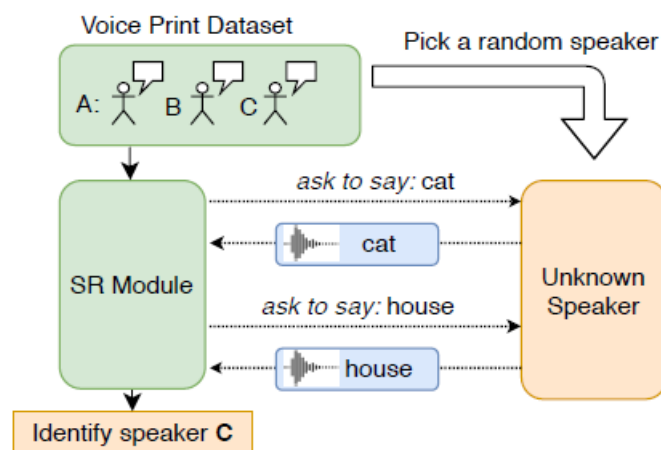 Voice Print Dataset
Pick a random speaker
A:
B
C
ask to say: cat
cat
SR Module
Unknown
Speaker
ask to say: house
house
Identify speaker C